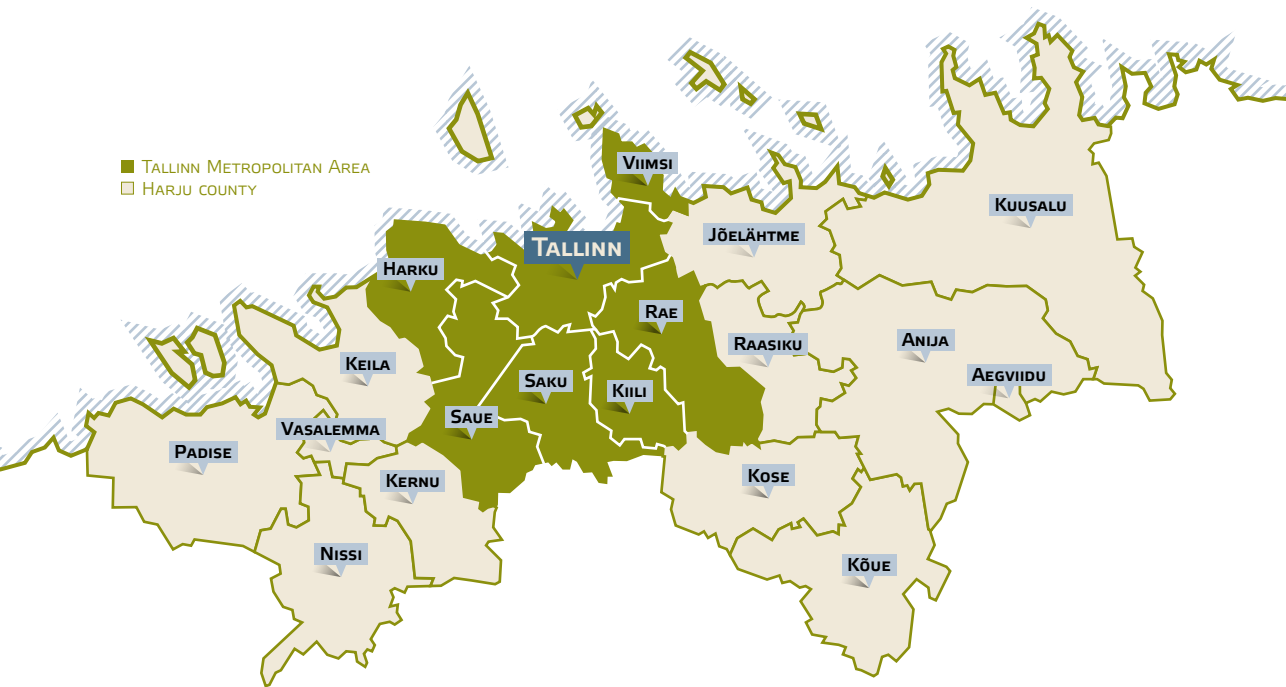 Tallinn Metropolitan Area
Harju county
Viimsi
Kuusalu
Jõelähtme
Tallinn
Harku
Rae
Raasiku
Anija
Keila
Aegviidu
Saku
Kiili
Saue
Vasalemma
Padise
Kernu
Kose
Nissi
Kõue